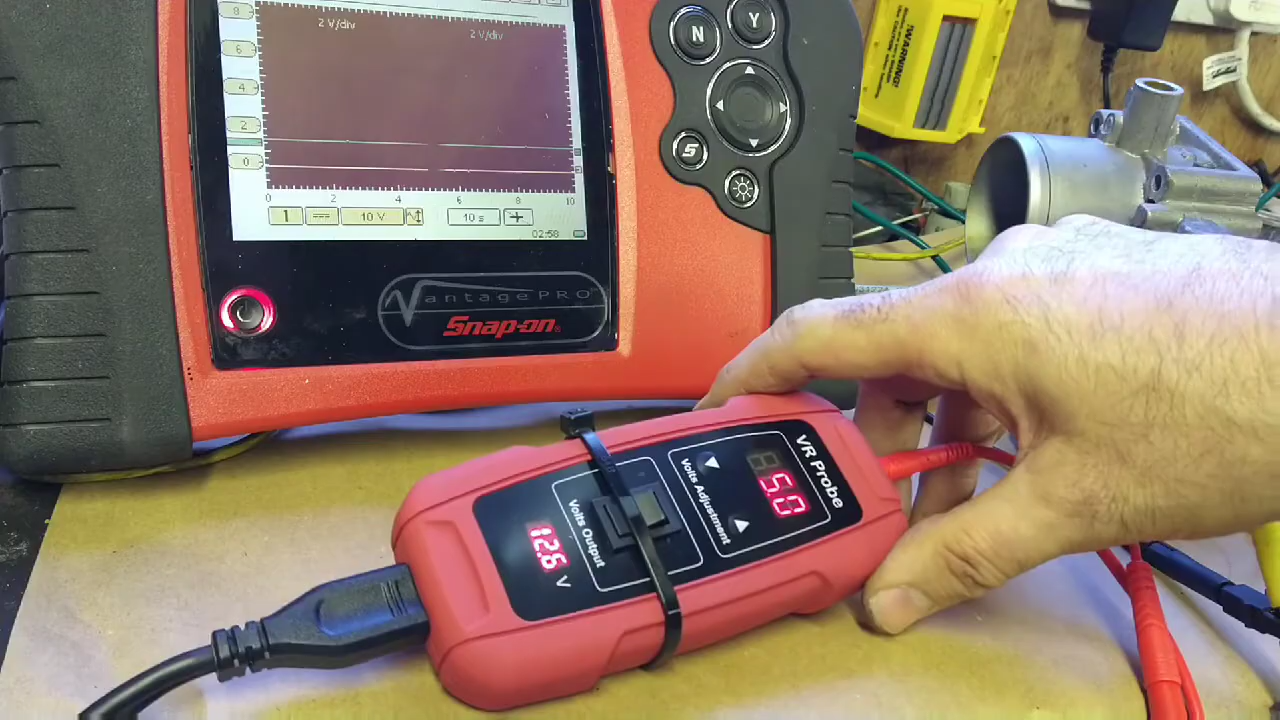 8
6
4
2
0
2 V/div
2 V/div
0
2
4
6
8
10
1
10 V
10 s
02:58
N
Y
S
VantagePRO
Snap-on
!WARNING!
VR Probe
Volts Adjustment
5.0
Volts Output
12.6
V